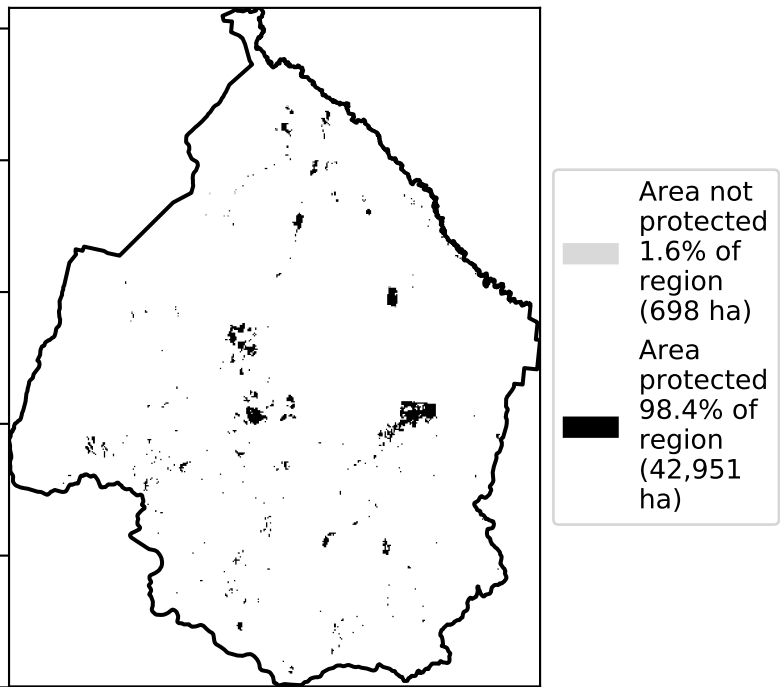 Area not
protected
1.6% of
region
(698 ha)
Area
protected
98.4% of
region
(42,951
ha)